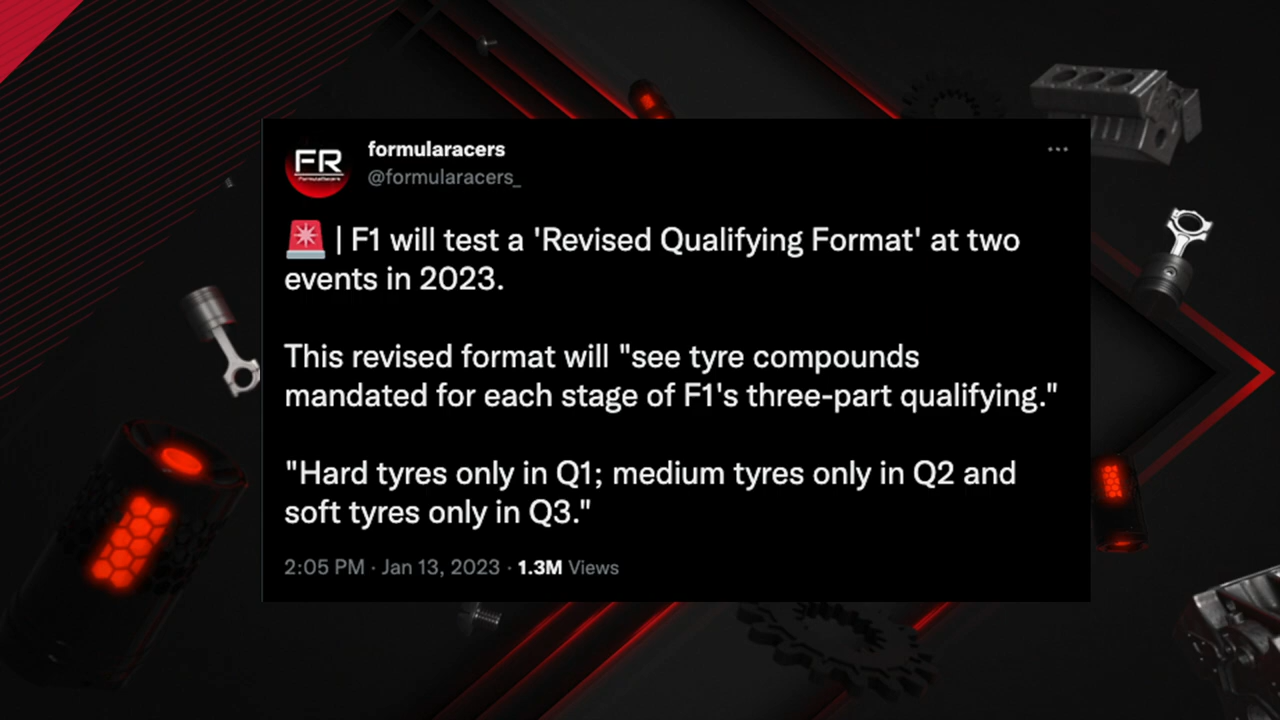 FR
formularacers
formularacers
@formularacers_
🚨 | F1 will test a 'Revised Qualifying Format' at two
events in 2023.
This revised format will "see tyre compounds
mandated for each stage of F1's three-part qualifying."
"Hard tyres only in Q1; medium tyres only in Q2 and
soft tyres only in Q3."
2:05 PM · Jan 13, 2023 · 1.3M Views